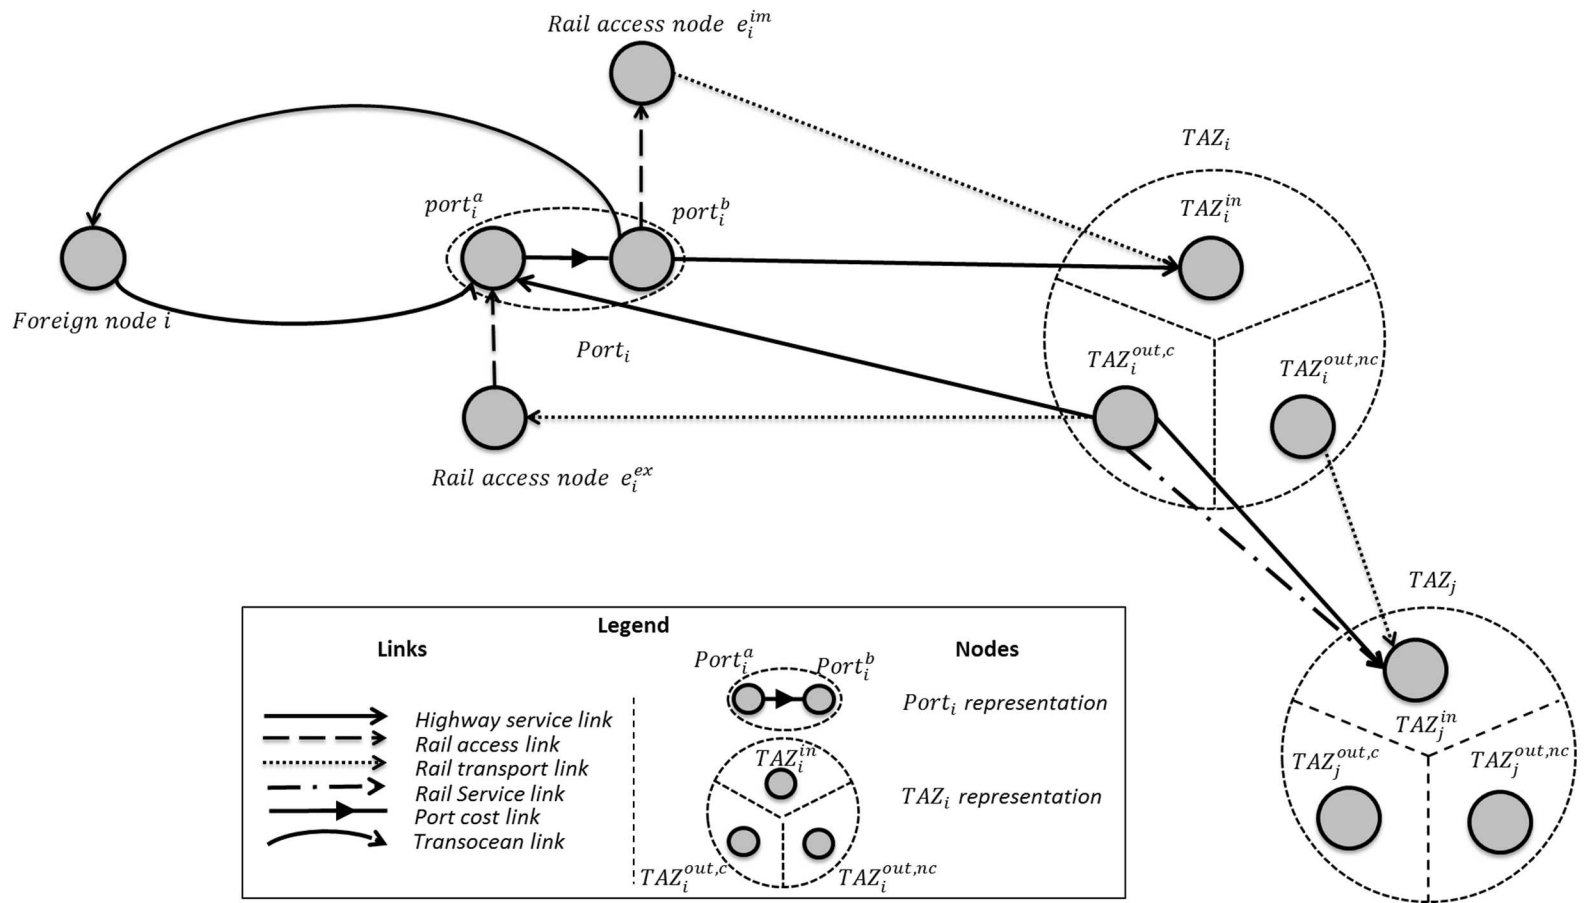 Rail access node e_i^{im}
TAZ_i
port_i^a
port_i^b
TAZ_i^{in}
Foreign node i
Port_i
TAZ_i^{out,c}
TAZ_i^{out,nc}
Rail access node e_i^{ex}
TAZ_j
TAZ_j^{in}
TAZ_j^{out,c}
TAZ_j^{out,nc}
Legend
Links
Nodes
Highway service link
Rail access link
Rail transport link
Rail Service link
Port cost link
Transocean link
Port_i^a
Port_i^b
Port_i representation
TAZ_i^{in}
TAZ_i representation
TAZ_i^{out,c}
TAZ_i^{out,nc}